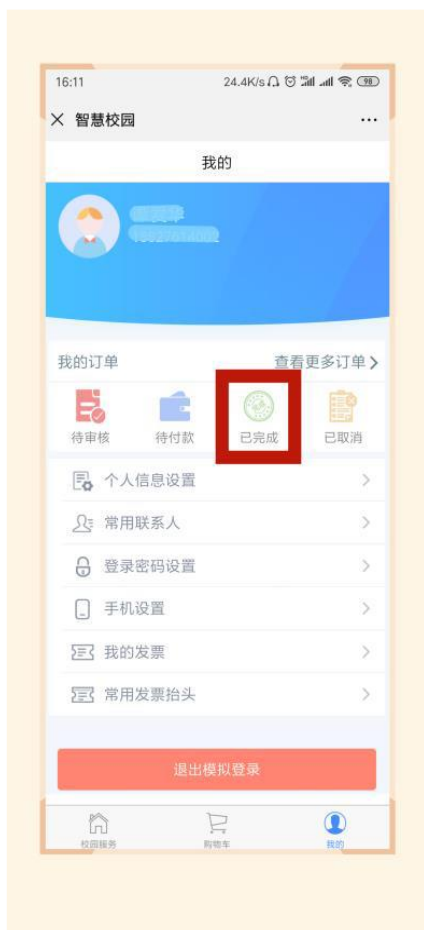 16:11 24.4K/s 98
智慧校园 ...
我的
我的订单 查看更多订单
待审核 待付款 已完成 已取消
个人信息设置
常用联系人
登录密码设置
手机设置
我的发票
常用发票抬头
退出模拟登录
校园服务 购物车 我的